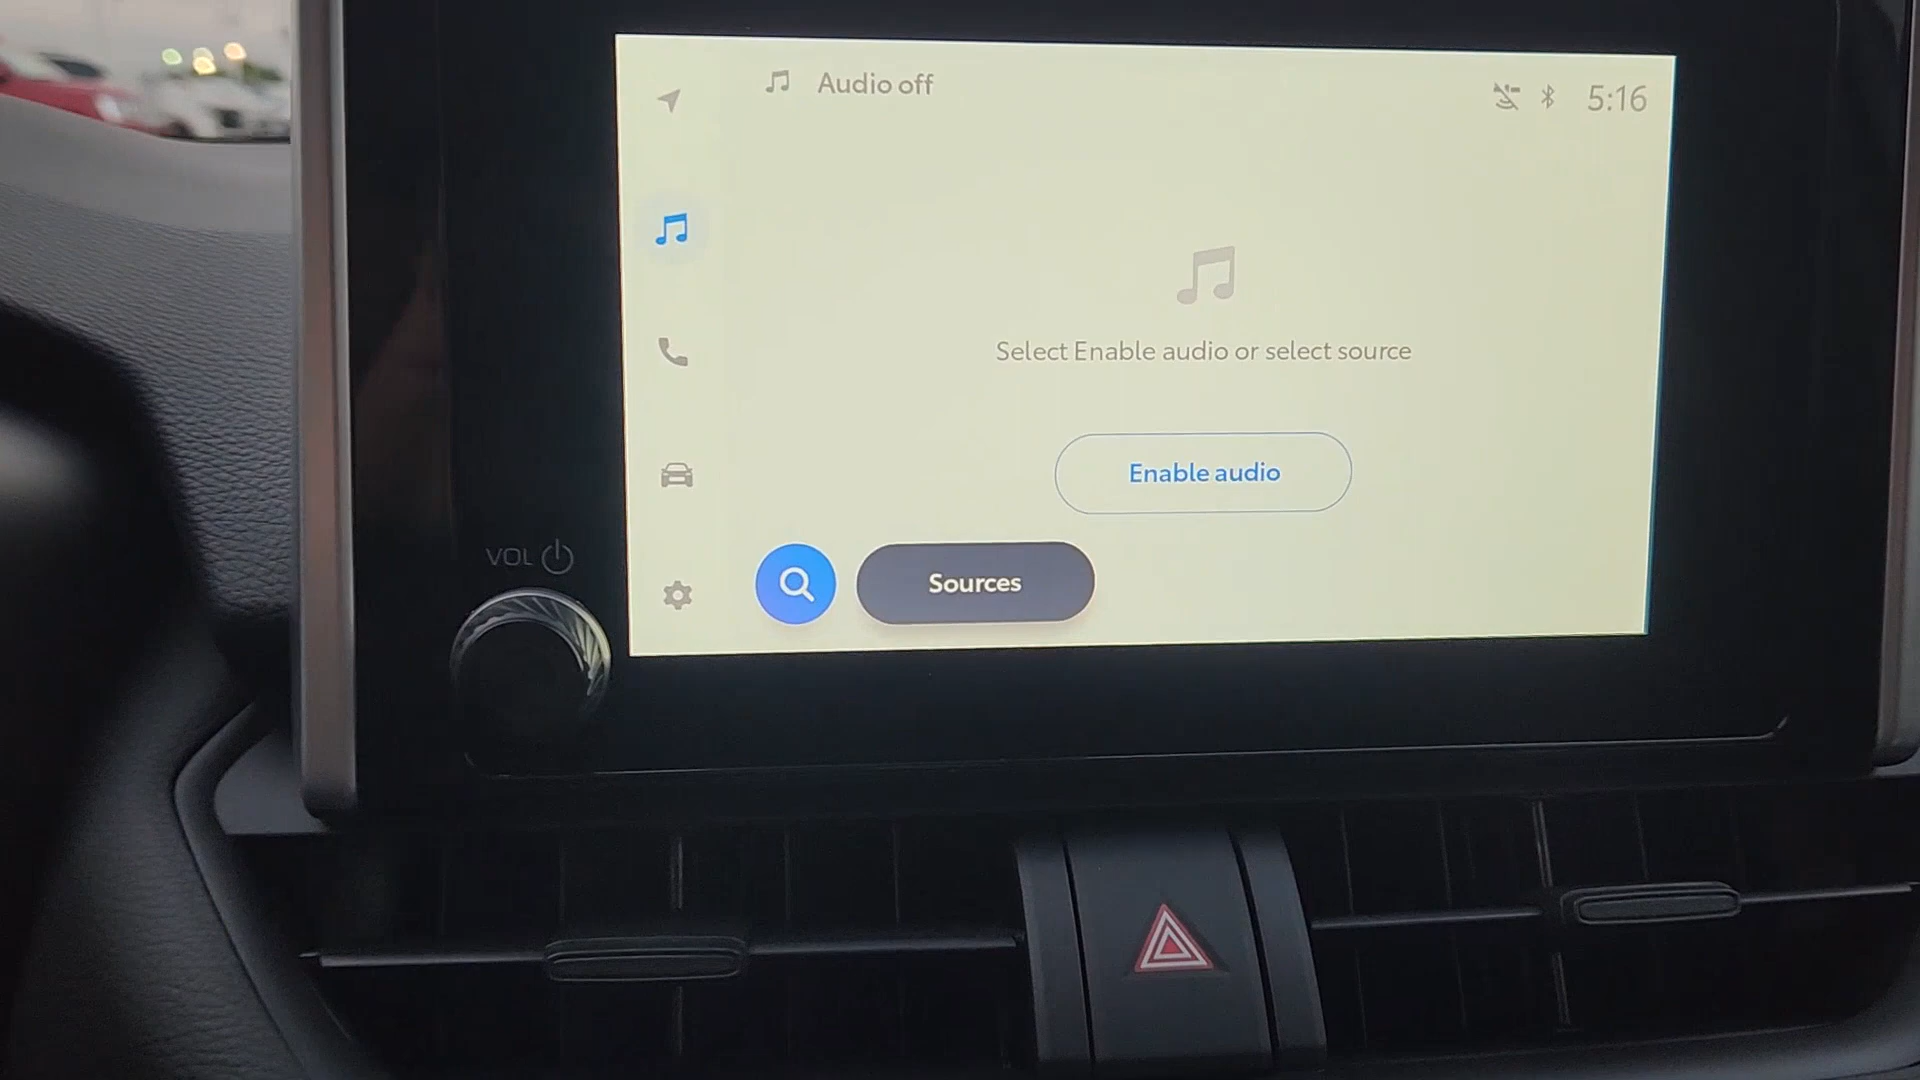 Audio off
5:16
Select Enable audio or select source
Enable audio
Sources
VOL